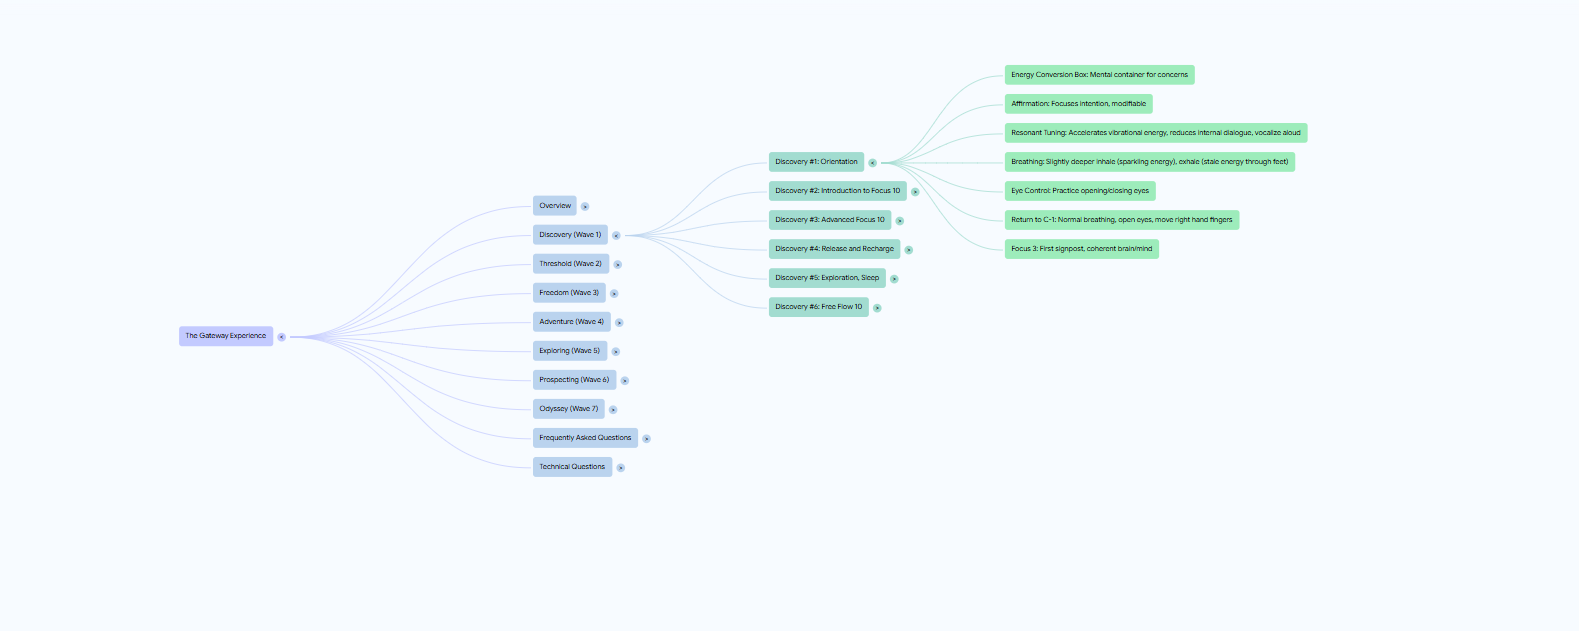 The Gateway Experience
Overview
Discovery (Wave 1)
Threshold (Wave 2)
Freedom (Wave 3)
Adventure (Wave 4)
Exploring (Wave 5)
Prospecting (Wave 6)
Odyssey (Wave 7)
Frequently Asked Questions
Technical Questions
Discovery #1: Orientation
Discovery #2: Introduction to Focus 10
Discovery #3: Advanced Focus 10
Discovery #4: Release and Recharge
Discovery #5: Exploration, Sleep
Discovery #6: Free Flow 10
Energy Conversion Box: Mental container for concerns
Affirmation: Focuses intention, modifiable
Resonant Tuning: Accelerates vibrational energy, reduces internal dialogue, vocalize aloud
Breathing: Slightly deeper inhale (sparkling energy), exhale (stale energy through feet)
Eye Control: Practice opening/closing eyes
Return to C-1: Normal breathing, open eyes, move right hand fingers
Focus 3: First signpost, coherent brain/mind